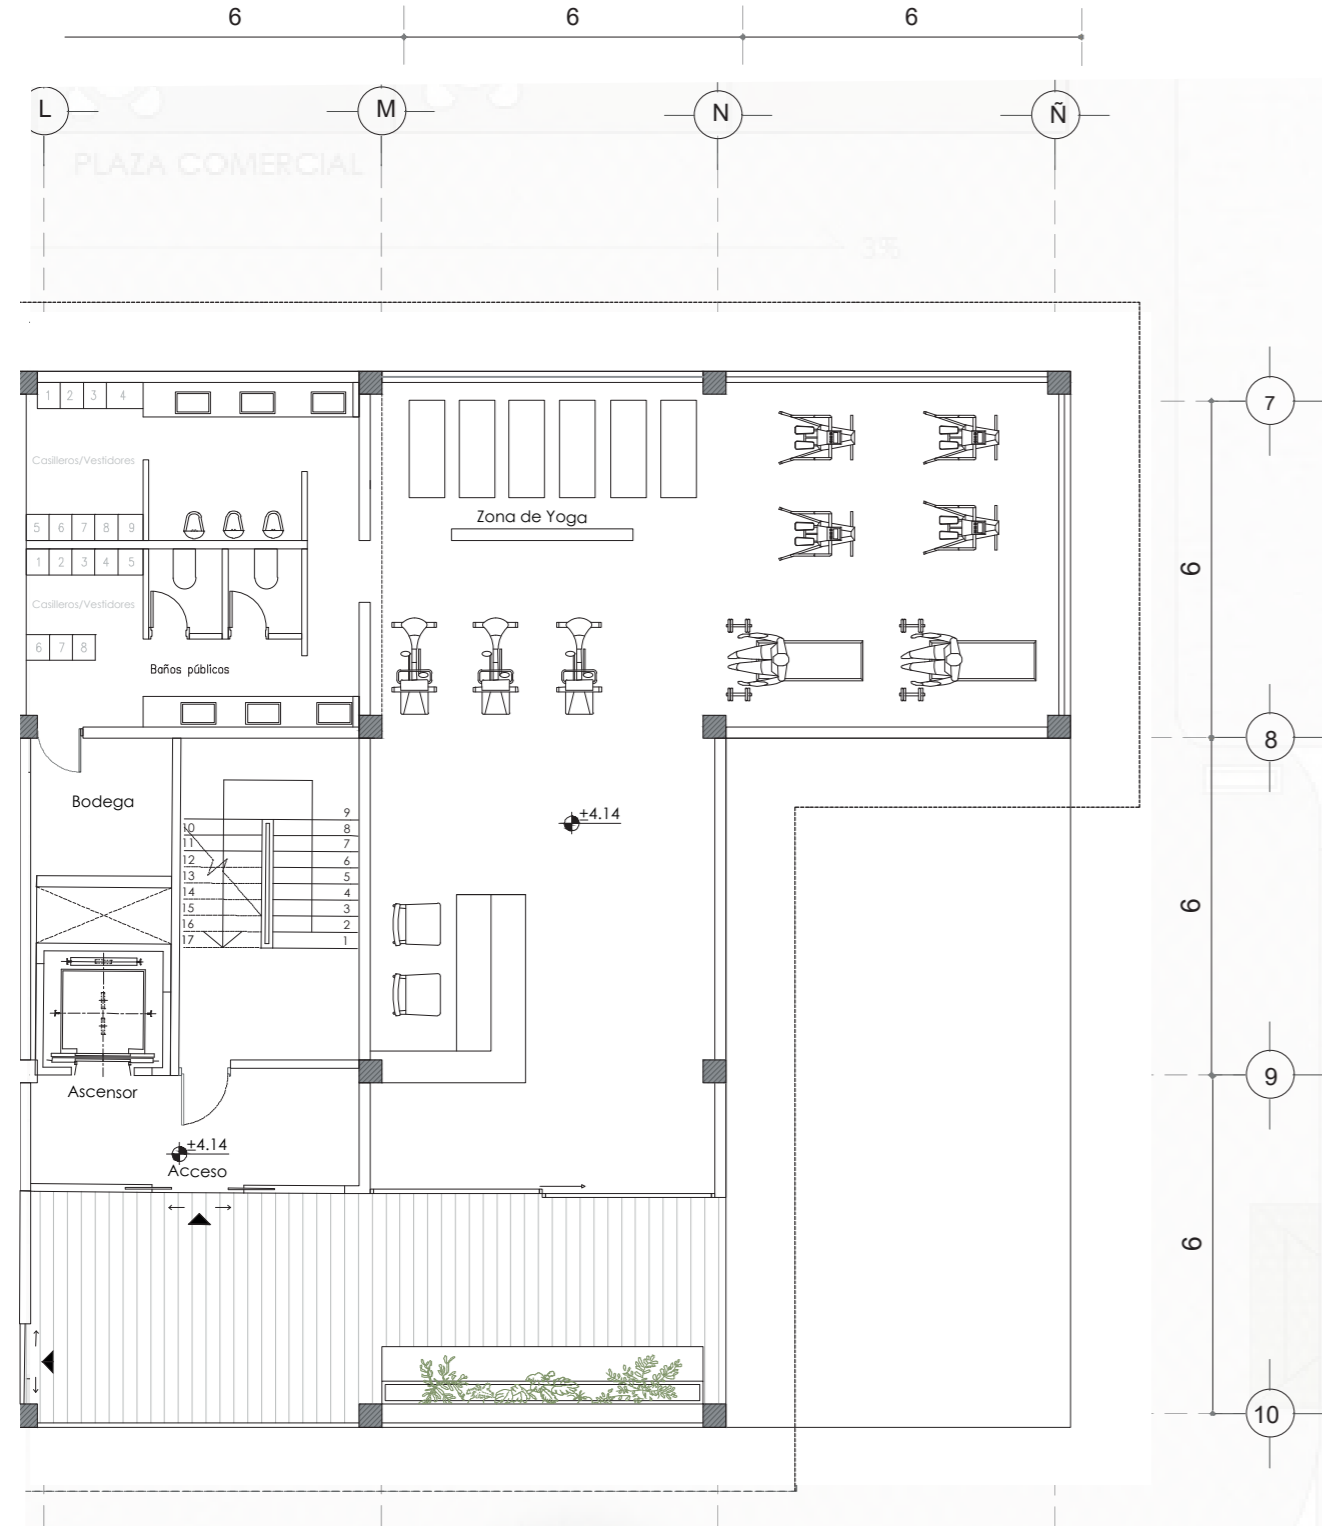 6 6 6
L M N Ñ
PLAZA COMERCIAL
3%
1 2 3 4
7
Casilleros/Vestidores
Zona de Yoga
5 6 7 8 9
1 2 3 4 5
6
Casilleros/Vestidores
6 7 8
Baños públicos
8
Bodega
±4.14
9
10 8
11 7
12 6
13 5
14 4
15 3
16 2
17 1
6
9
Ascensor
±4.14
Acceso
6
10